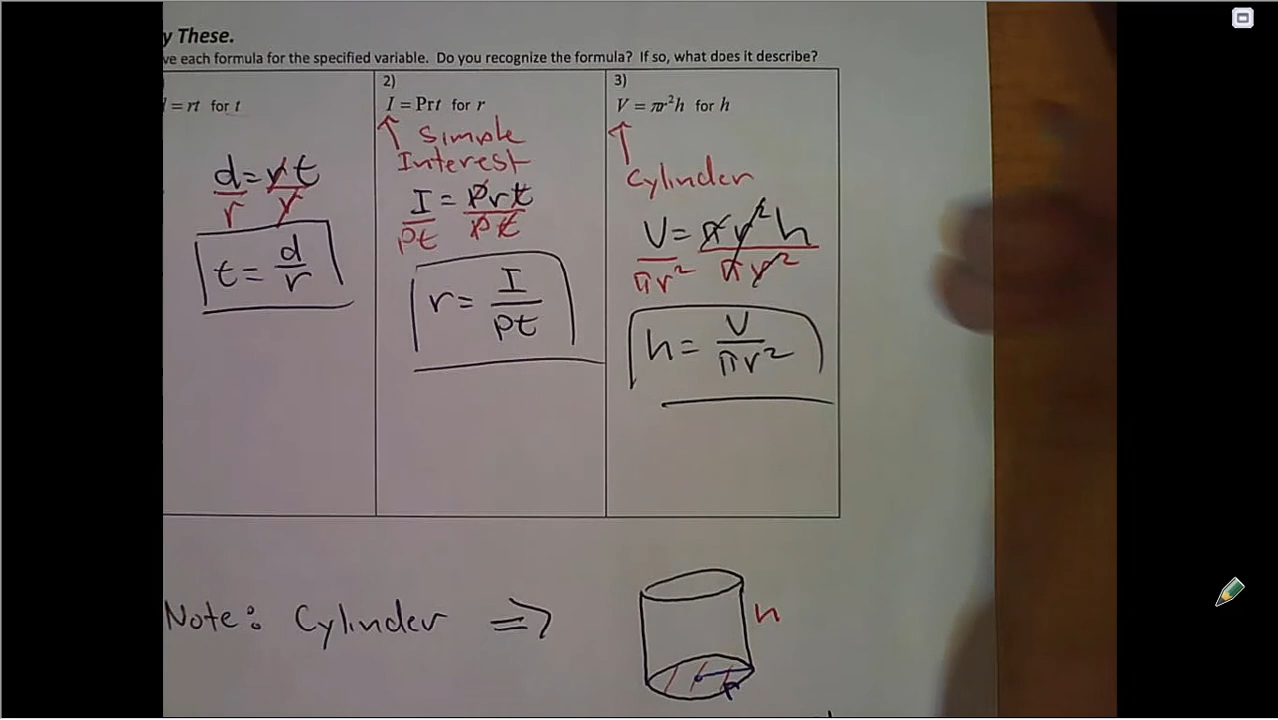 y These.
ve each formula for the specified variable. Do you recognize the formula? If so, what does it describe?
= rt for t
d = rt
r r
t = d/r
2)
I = Prt for r
Simple
Interest
I = prt
pt pt
r = I/pt
3)
V = πr²h for h
Cylinder
V = πr²h
πr² πr²
h = V/πr²
Note: Cylinder ⇒
h
r